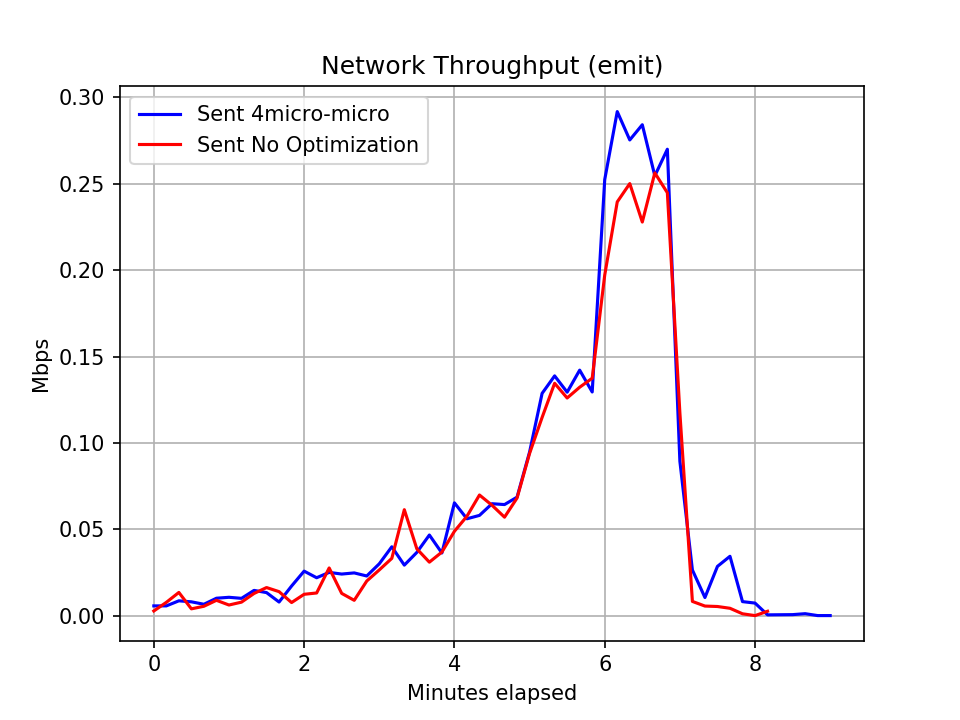 Network Throughput (emit)
0.30
0.25
0.20
0.15
0.10
0.05
0.00
Mbps
Sent 4micro-micro
Sent No Optimization
0 2 4 6 8
Minutes elapsed